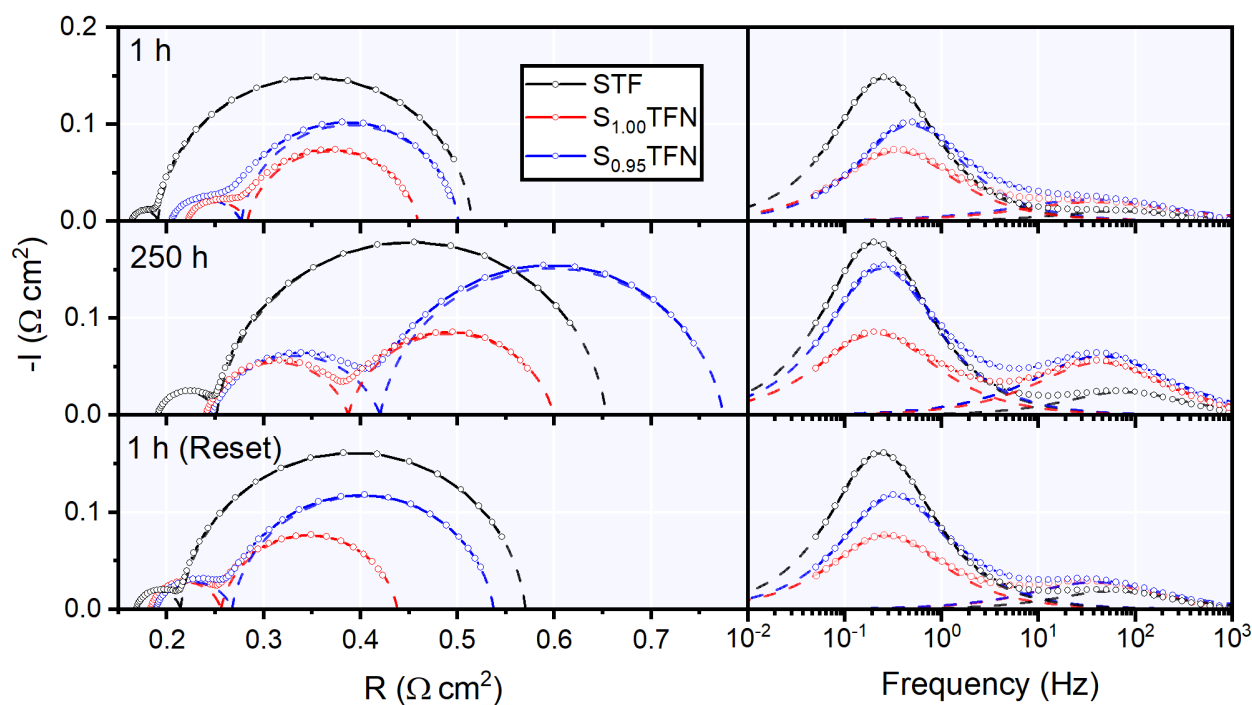 0.2
1 h
STF
S₁.₀₀TFN
S₀.₉₅TFN
0.1
0.0
250 h
0.1
0.0
1 h (Reset)
0.1
0.0
-I (Ω cm²)
0.2 0.3 0.4 0.5 0.6 0.7
10⁻² 10⁻¹ 10⁰ 10¹ 10² 10³
R (Ω cm²)
Frequency (Hz)